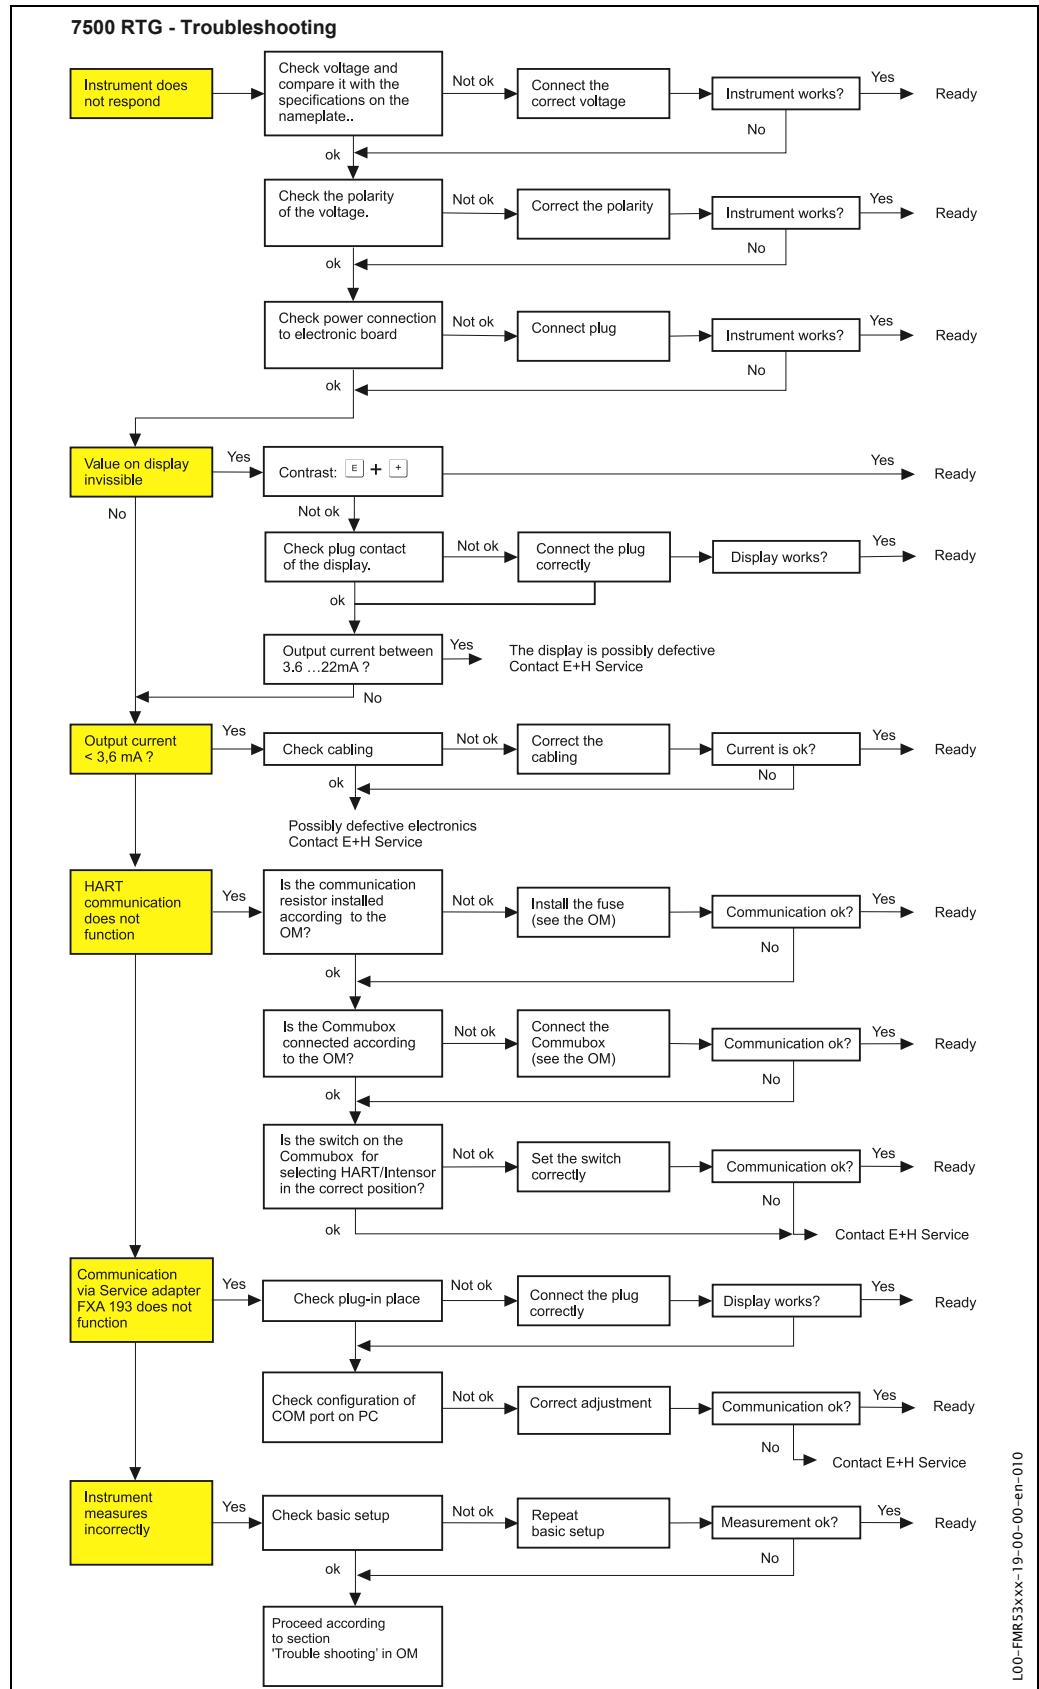 7500 RTG - Troubleshooting
Instrument does
not respond
Check voltage and
compare it with the
specifications on the
nameplate..
Not ok
Connect the
correct voltage
Instrument works?
Yes
Ready
No
ok
Check the polarity
of the voltage.
Not ok
Correct the polarity
Instrument works?
Yes
Ready
No
ok
Check power connection
to electronic board
Not ok
Connect plug
Instrument works?
Yes
Ready
No
ok
Value on display
invissible
Yes
Contrast: E + +
Yes
Ready
No
Not ok
Check plug contact
of the display.
Not ok
Connect the plug
correctly
Display works?
Yes
Ready
ok
Output current between
3.6 ...22mA ?
Yes
The display is possibly defective
Contact E+H Service
No
Output current
< 3,6 mA ?
Yes
Check cabling
Not ok
Correct the
cabling
Current is ok?
Yes
Ready
No
ok
Possibly defective electronics
Contact E+H Service
HART
communication
does not
function
Yes
Is the communication
resistor installed
according to the
OM?
Not ok
Install the fuse
(see the OM)
Communication ok?
Yes
Ready
No
ok
Is the Commubox
connected according
to the OM?
Not ok
Connect the
Commubox
(see the OM)
Communication ok?
Yes
Ready
No
ok
Is the switch on the
Commubox for
selecting HART/Intensor
in the correct position?
Not ok
Set the switch
correctly
Communication ok?
Yes
Ready
No
ok
Contact E+H Service
Communication
via Service adapter
FXA 193 does not
function
Yes
Check plug-in place
Not ok
Connect the plug
correctly
Display works?
Yes
Ready
Check configuration of
COM port on PC
Not ok
Correct adjustment
Communication ok?
Yes
Ready
No
Contact E+H Service
Instrument
measures
incorrectly
Yes
Check basic setup
Not ok
Repeat
basic setup
Measurement ok?
Yes
Ready
No
ok
Proceed according
to section
'Trouble shooting' in OM
L00-FMR53xxx-19-00-00-en-010